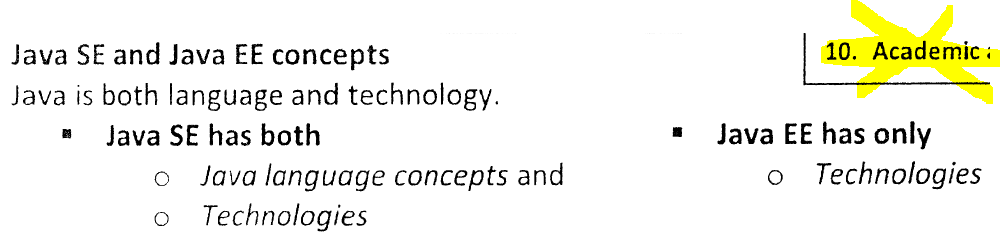 Java SE and Java EE concepts
10. Academic
Java is both language and technology.
▪ Java SE has both
o Java language concepts and
o Technologies
▪ Java EE has only
o Technologies